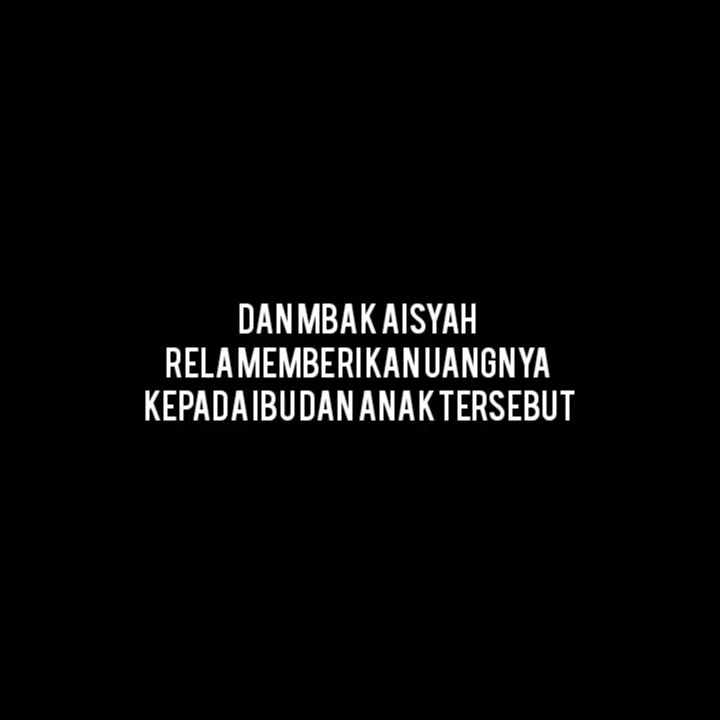 DAN MBAK AISYAH
RELA MEMBERIKAN UANGNYA
KEPADA IBU DAN ANAK TERSEBUT